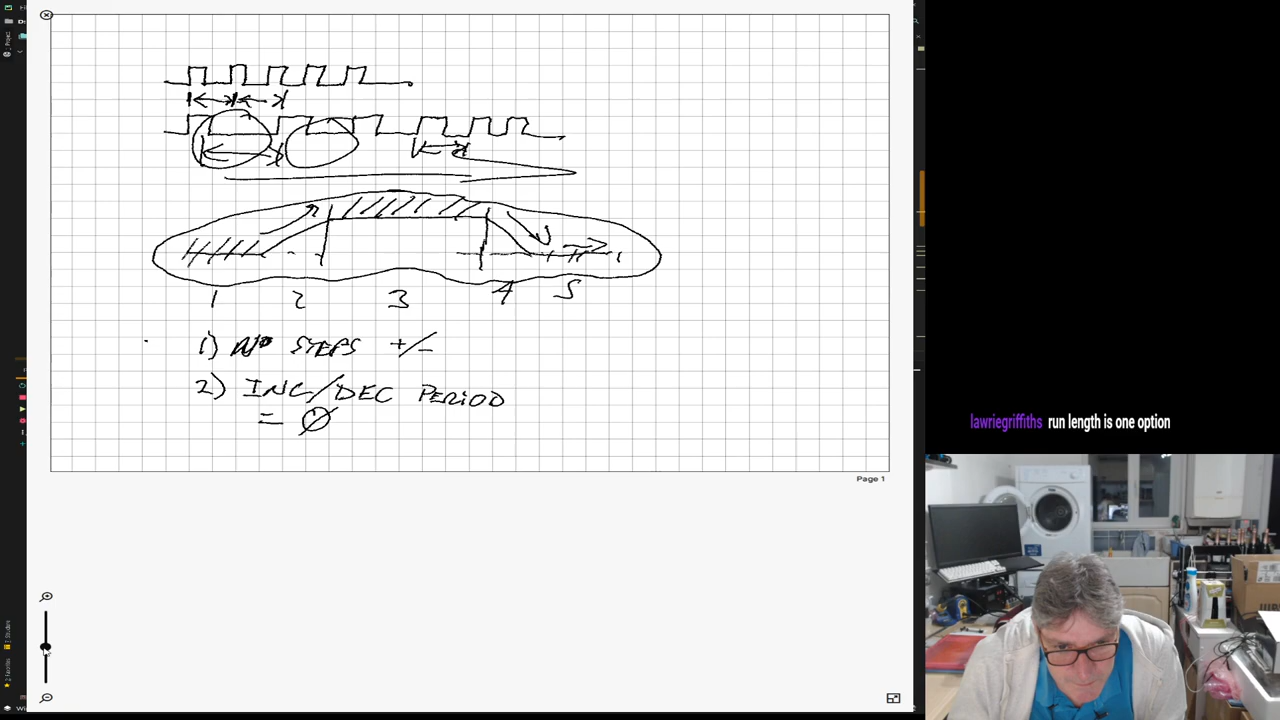 1 2 3 4 5
1) NO STEPS +/-
2) INC/DEC PERIOD
= Ø
Page 1
lawriegriffiths run length is one option